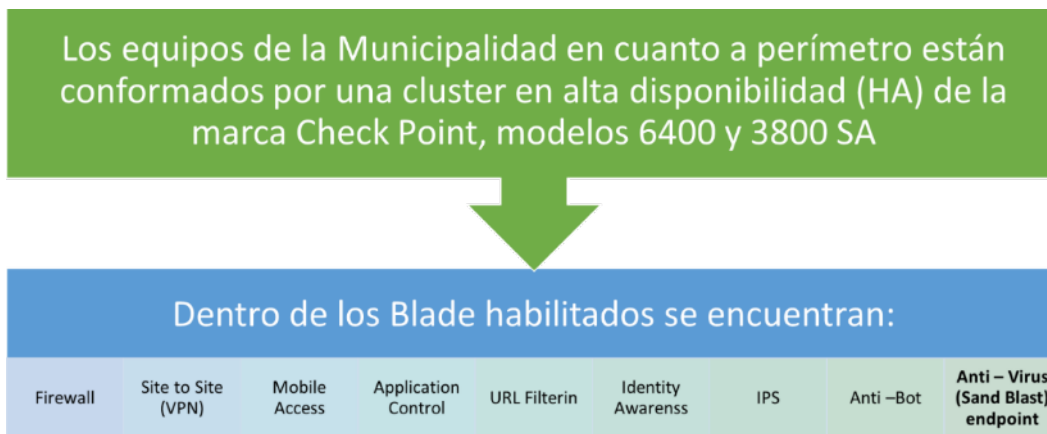 Los equipos de la Municipalidad en cuanto a perímetro están
conformados por una cluster en alta disponibilidad (HA) de la
marca Check Point, modelos 6400 y 3800 SA
Dentro de los Blade habilitados se encuentran:
Firewall
Site to Site
(VPN)
Mobile
Access
Application
Control
URL Filterin
Identity
Awarenss
IPS
Anti –Bot
Anti – Virus
(Sand Blast)
endpoint